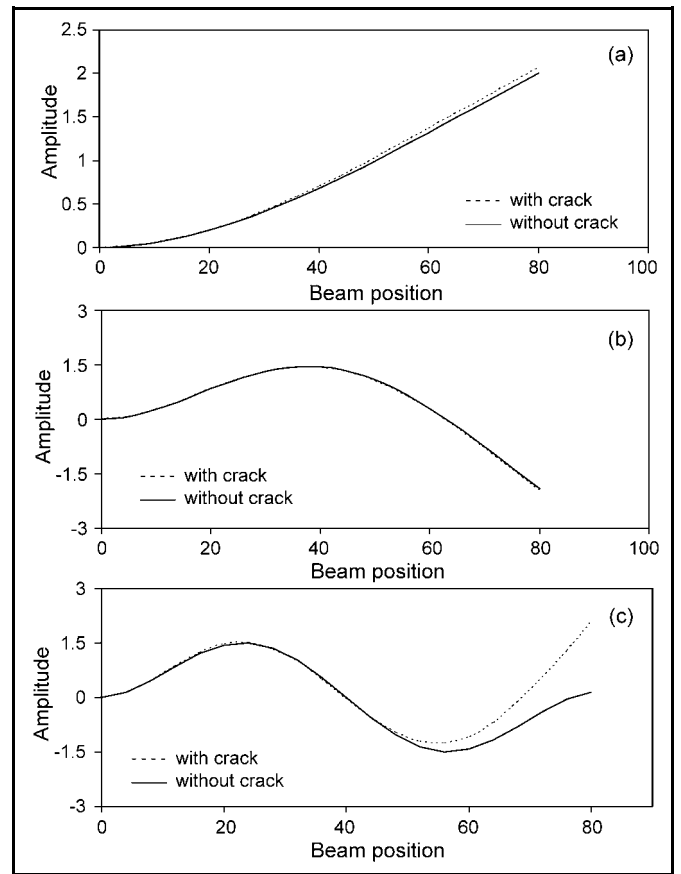 2.5
(a)
2
1.5
1
0.5
0
Amplitude
with crack
without crack
0 20 40 60 80 100
Beam position
3
(b)
1.5
0
-1.5
-3
Amplitude
with crack
without crack
0 20 40 60 80 100
Beam position
3
(c)
1.5
0
-1.5
-3
Amplitude
with crack
without crack
0 20 40 60 80
Beam position